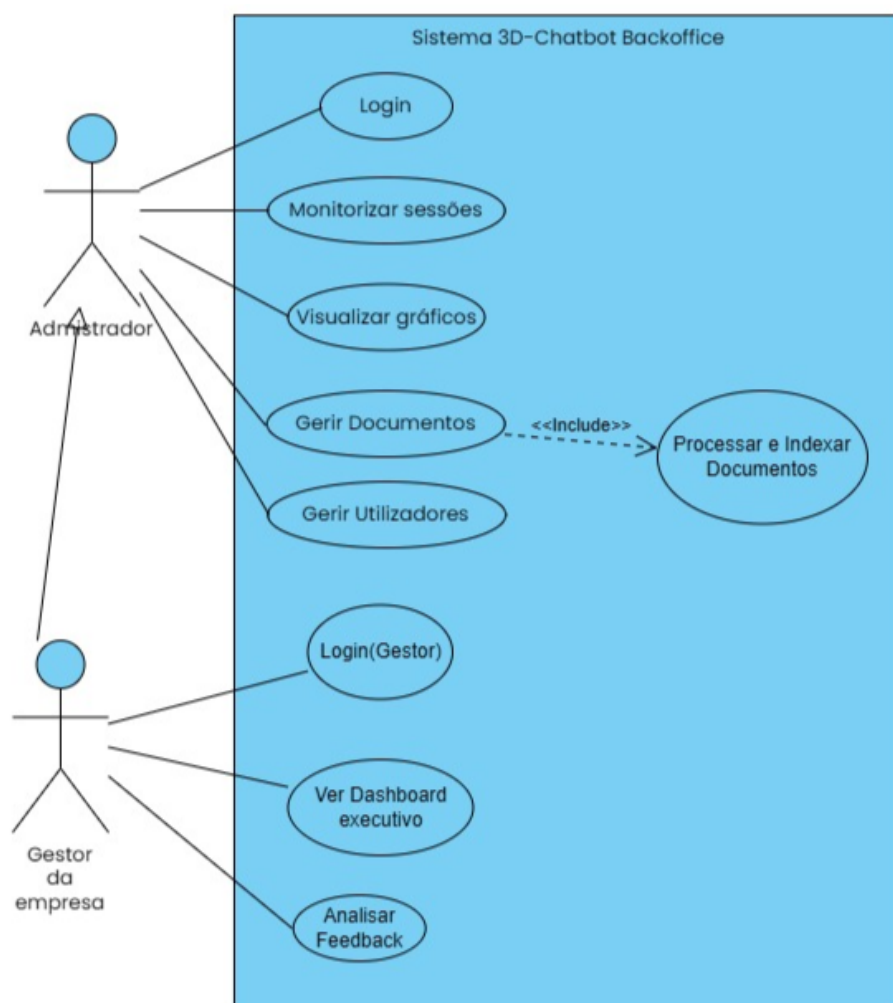 Sistema 3D-Chatbot Backoffice
Login
Monitorizar sessões
Visualizar gráficos
Admistrador
Gerir Documentos
<<Include>>
Processar e Indexar
Documentos
Gerir Utilizadores
Login(Gestor)
Ver Dashboard
executivo
Gestor
da
empresa
Analisar
Feedback